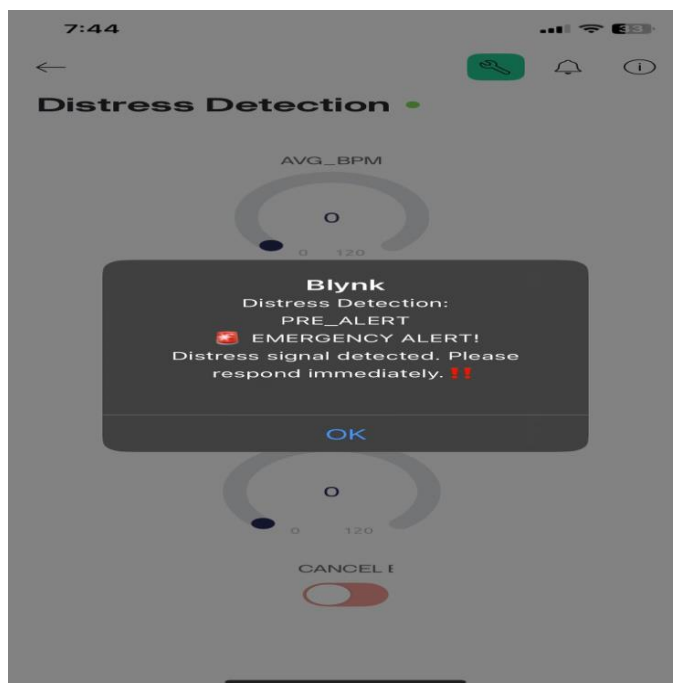 7:44
33
Distress Detection
AVG_BPM
0
0 120
Blynk
Distress Detection:
PRE_ALERT
🚨 EMERGENCY ALERT!
Distress signal detected. Please
respond immediately.‼️
OK
0
0 120
CANCEL E